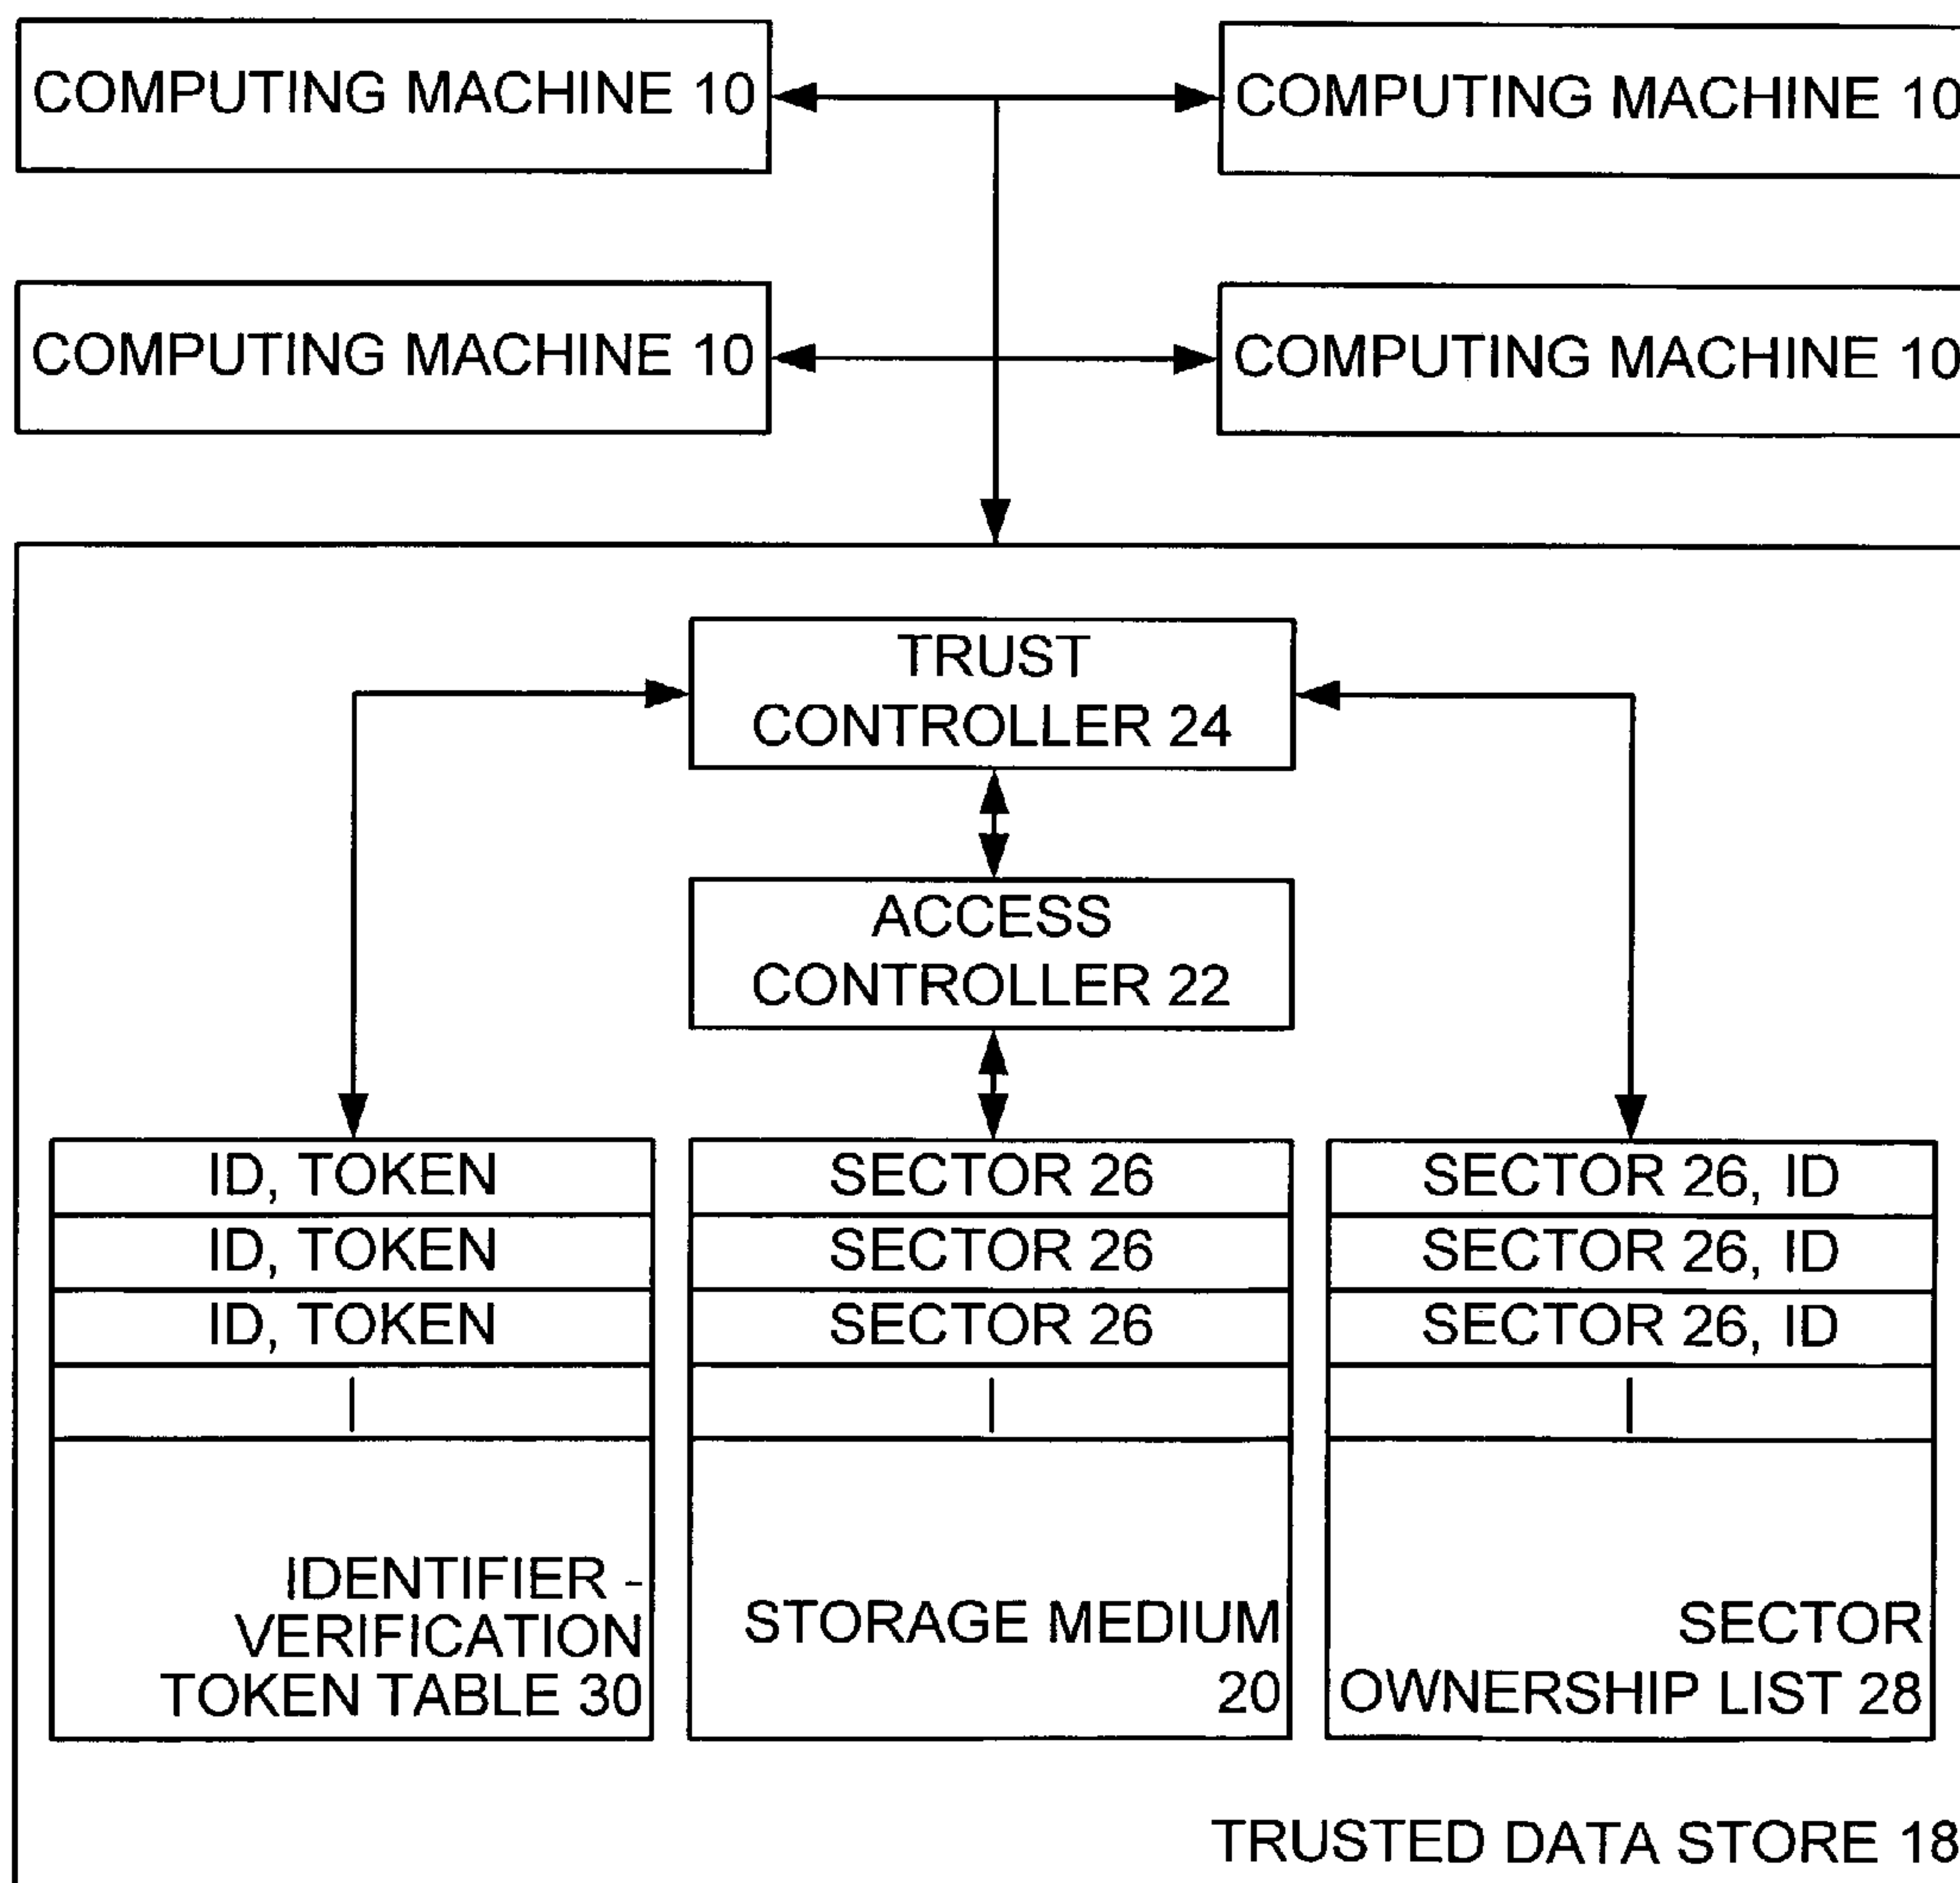 COMPUTING MACHINE 10
COMPUTING MACHINE 10
COMPUTING MACHINE 10
COMPUTING MACHINE 10
TRUST
CONTROLLER 24
ACCESS
CONTROLLER 22
ID, TOKEN
ID, TOKEN
ID, TOKEN
IDENTIFIER -
VERIFICATION
TOKEN TABLE 30
SECTOR 26
SECTOR 26
SECTOR 26
STORAGE MEDIUM
20
SECTOR 26, ID
SECTOR 26, ID
SECTOR 26, ID
SECTOR
OWNERSHIP LIST 28
TRUSTED DATA STORE 18